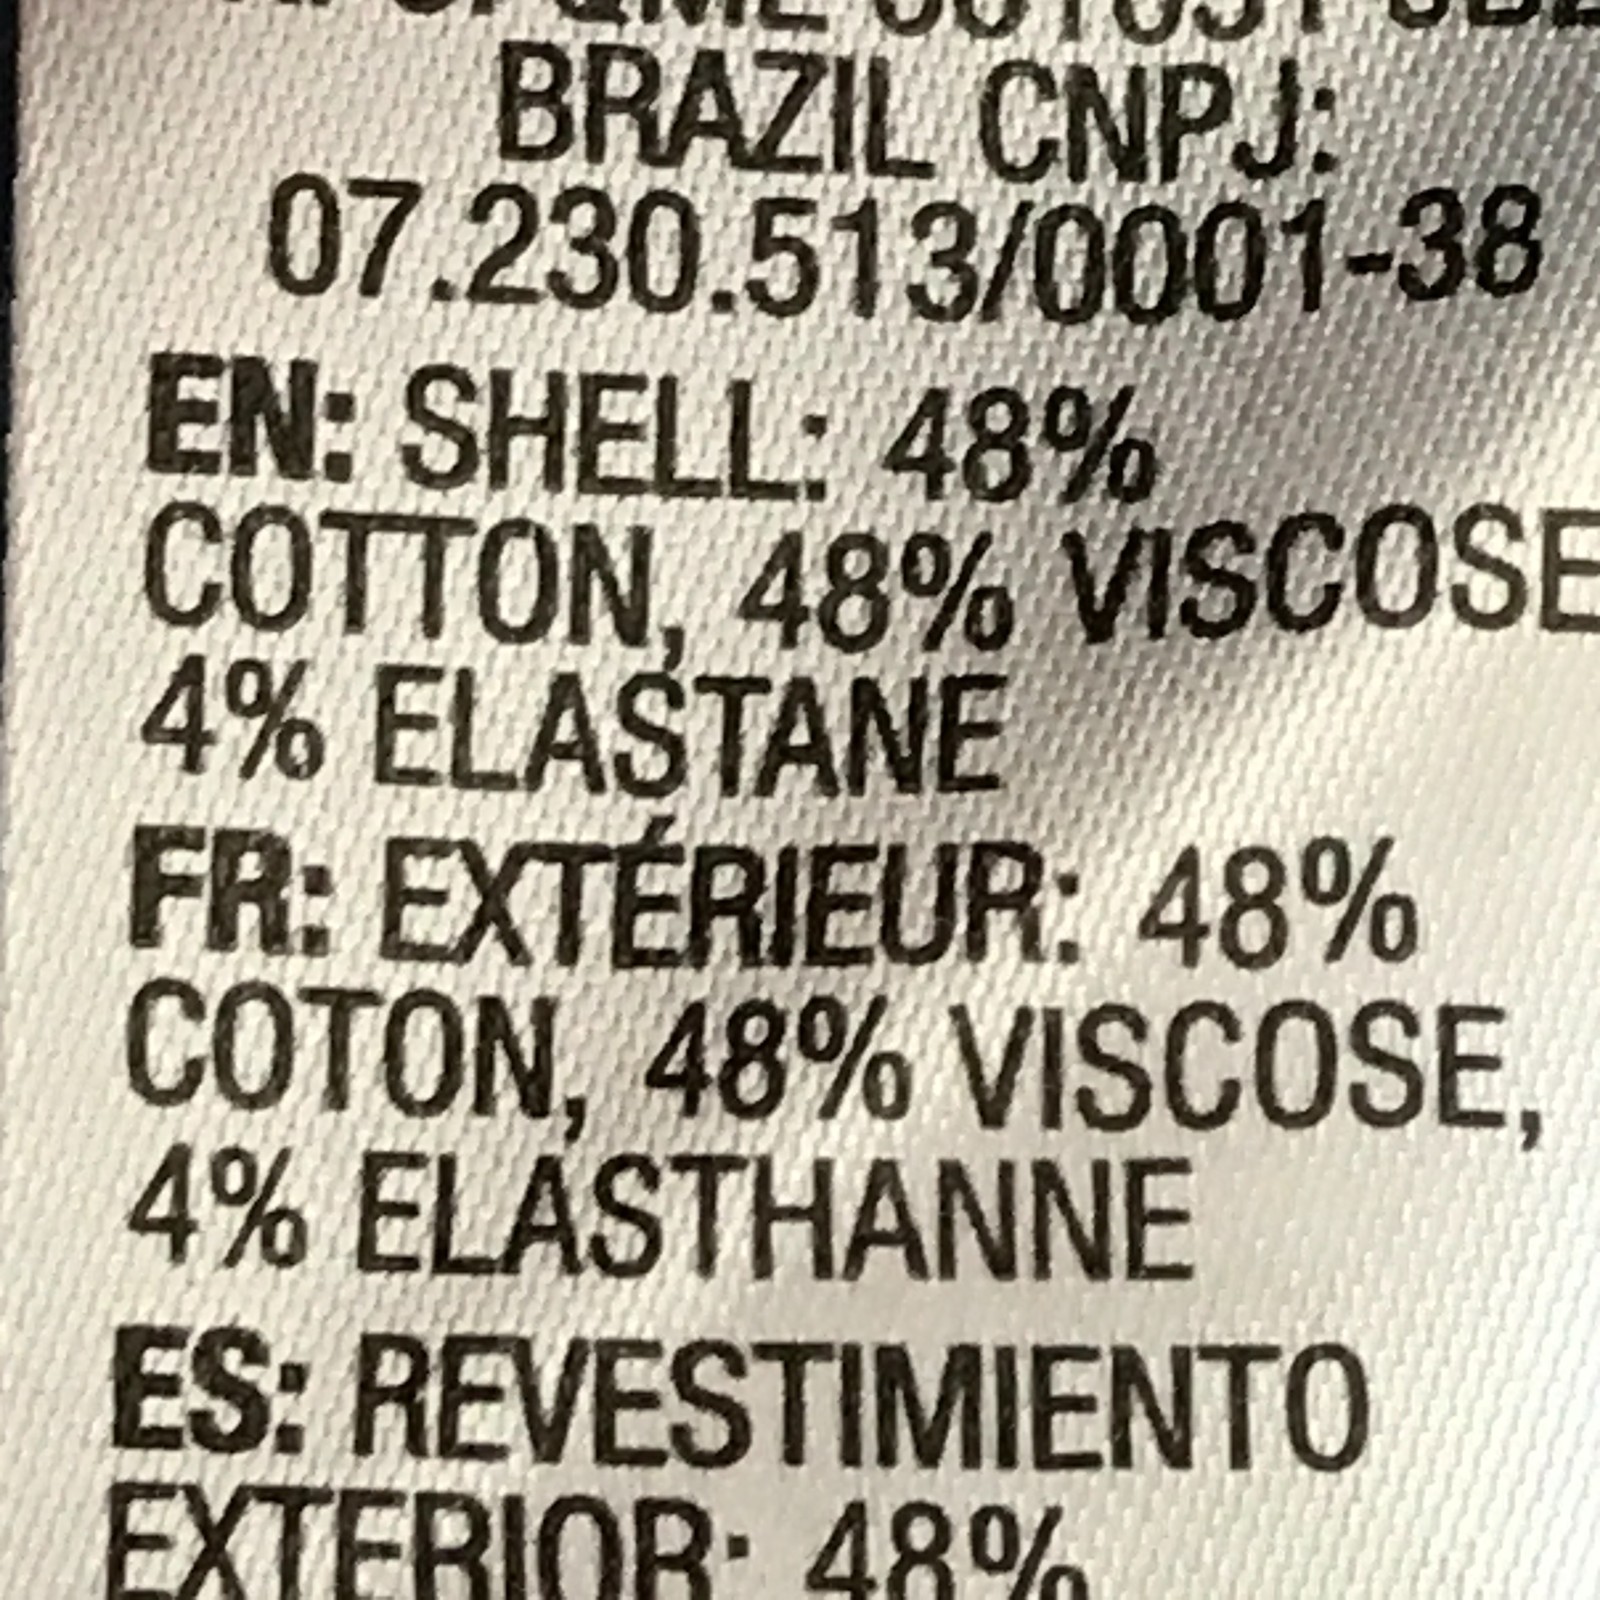 BRAZIL CNPJ:
07.230.513/0001-38
EN: SHELL: 48%
COTTON, 48% VISCOSE
4% ELASTANE
FR: EXTÉRIEUR: 48%
COTON, 48% VISCOSE,
4% ELASTHANNE
ES: REVESTIMIENTO
EXTERIOR: 48%